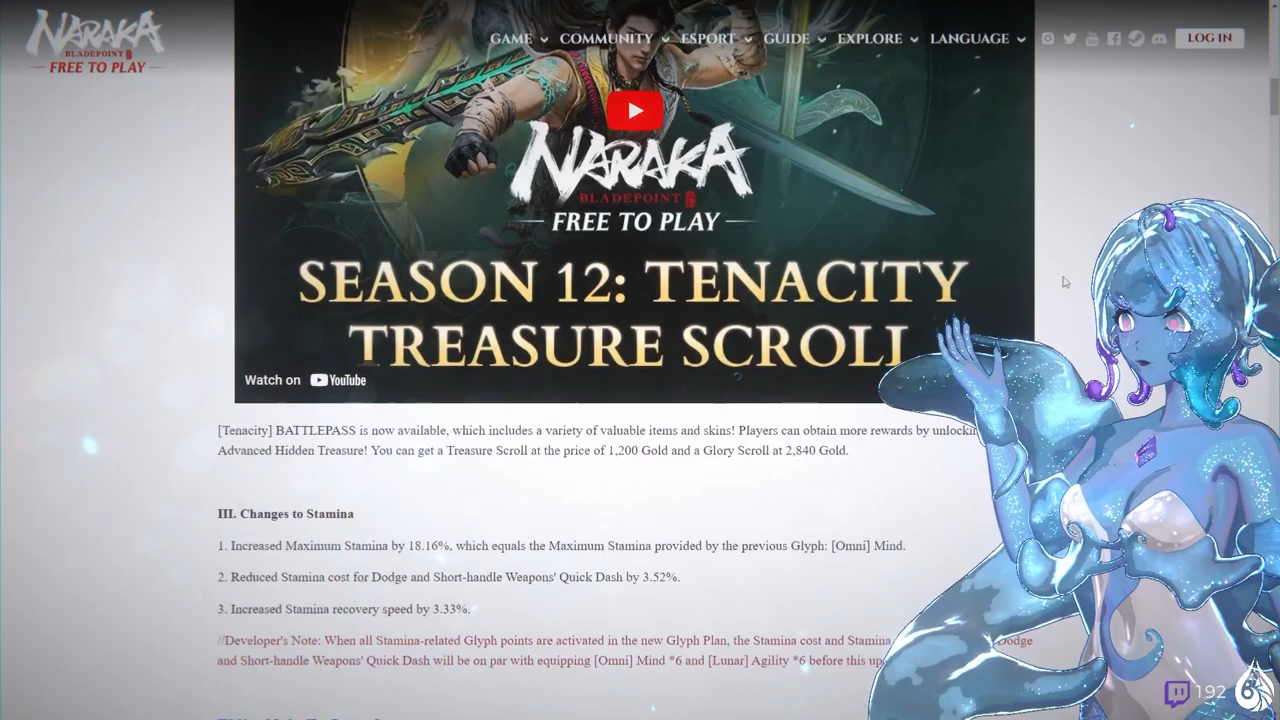 NARAKA
BLADEPOINT
FREE TO PLAY
GAME COMMUNITY ESPORT GUIDE EXPLORE LANGUAGE LOG IN
NARAKA
BLADEPOINT
FREE TO PLAY
SEASON 12: TENACITY
TREASURE SCROLL
Watch on YouTube
[Tenacity] BATTLEPASS is now available, which includes a variety of valuable items and skins! Players can obtain more rewards by
Advanced Hidden Treasure! You can get a Treasure Scroll at the price of 1,200 Gold and a Glory Scroll at 2,840 Gold.
III. Changes to Stamina
1. Increased Maximum Stamina by 18.16%, which equals the Maximum Stamina provided by the previous Glyph: [Omni] Mind.
2. Reduced Stamina cost for Dodge and Short-handle Weapons' Quick Dash by 3.52%.
3. Increased Stamina recovery speed by 3.33%.
//Developer's Note: When all Stamina-related Glyph points are activated in the new Glyph Plan, the Stamina cost and Stamina Dodge
and Short-handle Weapons' Quick Dash will be on par with equipping [Omni] Mind *6 and [Lunar] Agility *6 before this
192